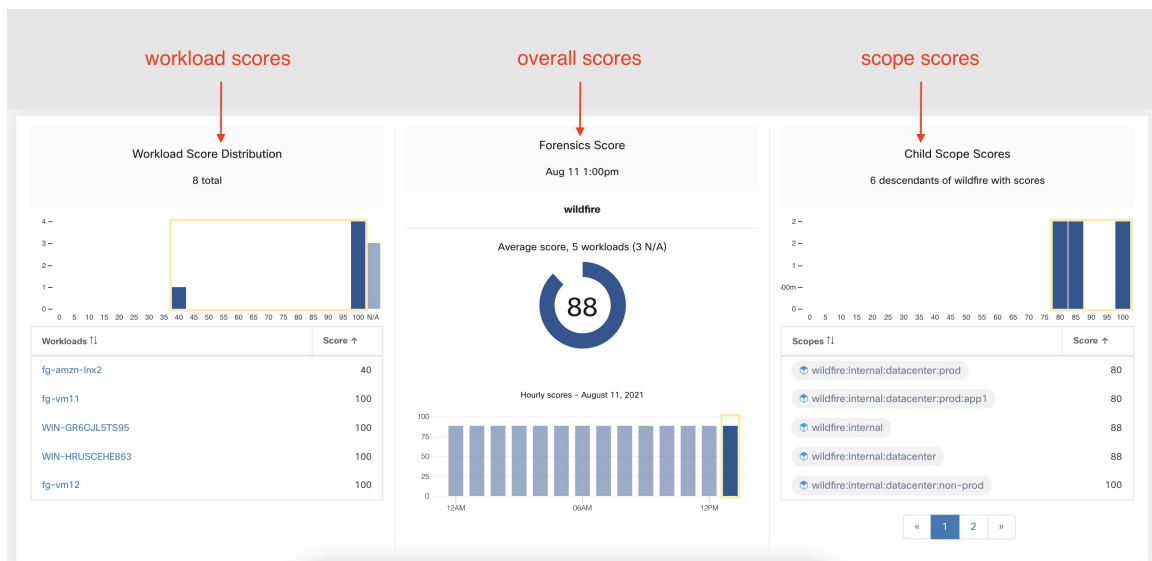 workload scores
overall scores
scope scores
Workload Score Distribution
8 total
4
3
2
1
0
0 5 10 15 20 25 30 35 40 45 50 55 60 65 70 75 80 85 90 95 100 N/A
Workloads Score
fg-amzn-lnx2 40
fg-vm11 100
WIN-GR6CJL5TS95 100
WIN-HRUSCEHE863 100
fg-vm12 100
Forensics Score
Aug 11 1:00pm
wildfire
Average score, 5 workloads (3 N/A)
88
Hourly scores - August 11, 2021
100
75
50
25
0
12AM 06AM 12PM
Child Scope Scores
6 descendants of wildfire with scores
2
2
1
0
0 5 10 15 20 25 30 35 40 45 50 55 60 65 70 75 80 85 90 95 100
Scopes Score
wildfire:internal:datacenter:prod 80
wildfire:internal:datacenter:prod:app1 80
wildfire:internal 88
wildfire:internal:datacenter 88
wildfire:internal:datacenter:non-prod 100
« 1 2 »